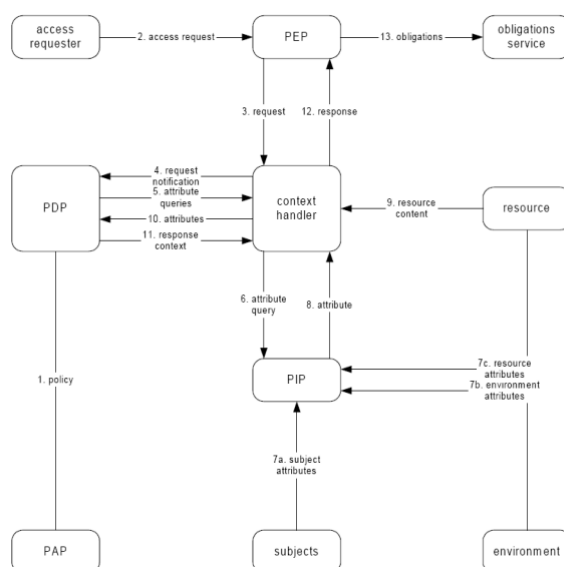 access
requester
2. access request
PEP
13. obligations
obligations
service
3. request
12. response
PDP
4. request
notification
5. attribute
queries
10. attributes
11. response
context
context
handler
9. resource
content
resource
6. attribute
query
8. attribute
1. policy
PIP
7c. resource
attributes
7b. environment
attributes
7a. subject
attributes
PAP
subjects
environment